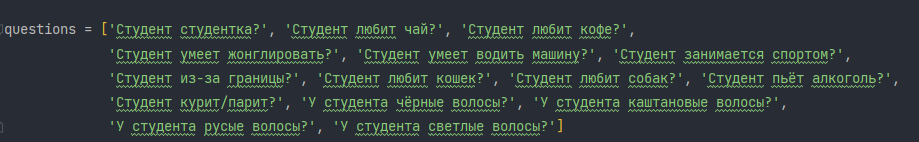 questions = ['Студент студентка?', 'Студент любит чай?', 'Студент любит кофе?',
'Студент умеет жонглировать?', 'Студент умеет водить машину?', 'Студент занимается спортом?',
'Студент из-за границы?', 'Студент любит кошек?', 'Студент любит собак?', 'Студент пьёт алкоголь?',
'Студент курит/парит?', 'У студента чёрные волосы?', 'У студента каштановые волосы?',
'У студента русые волосы?', 'У студента светлые волосы?']